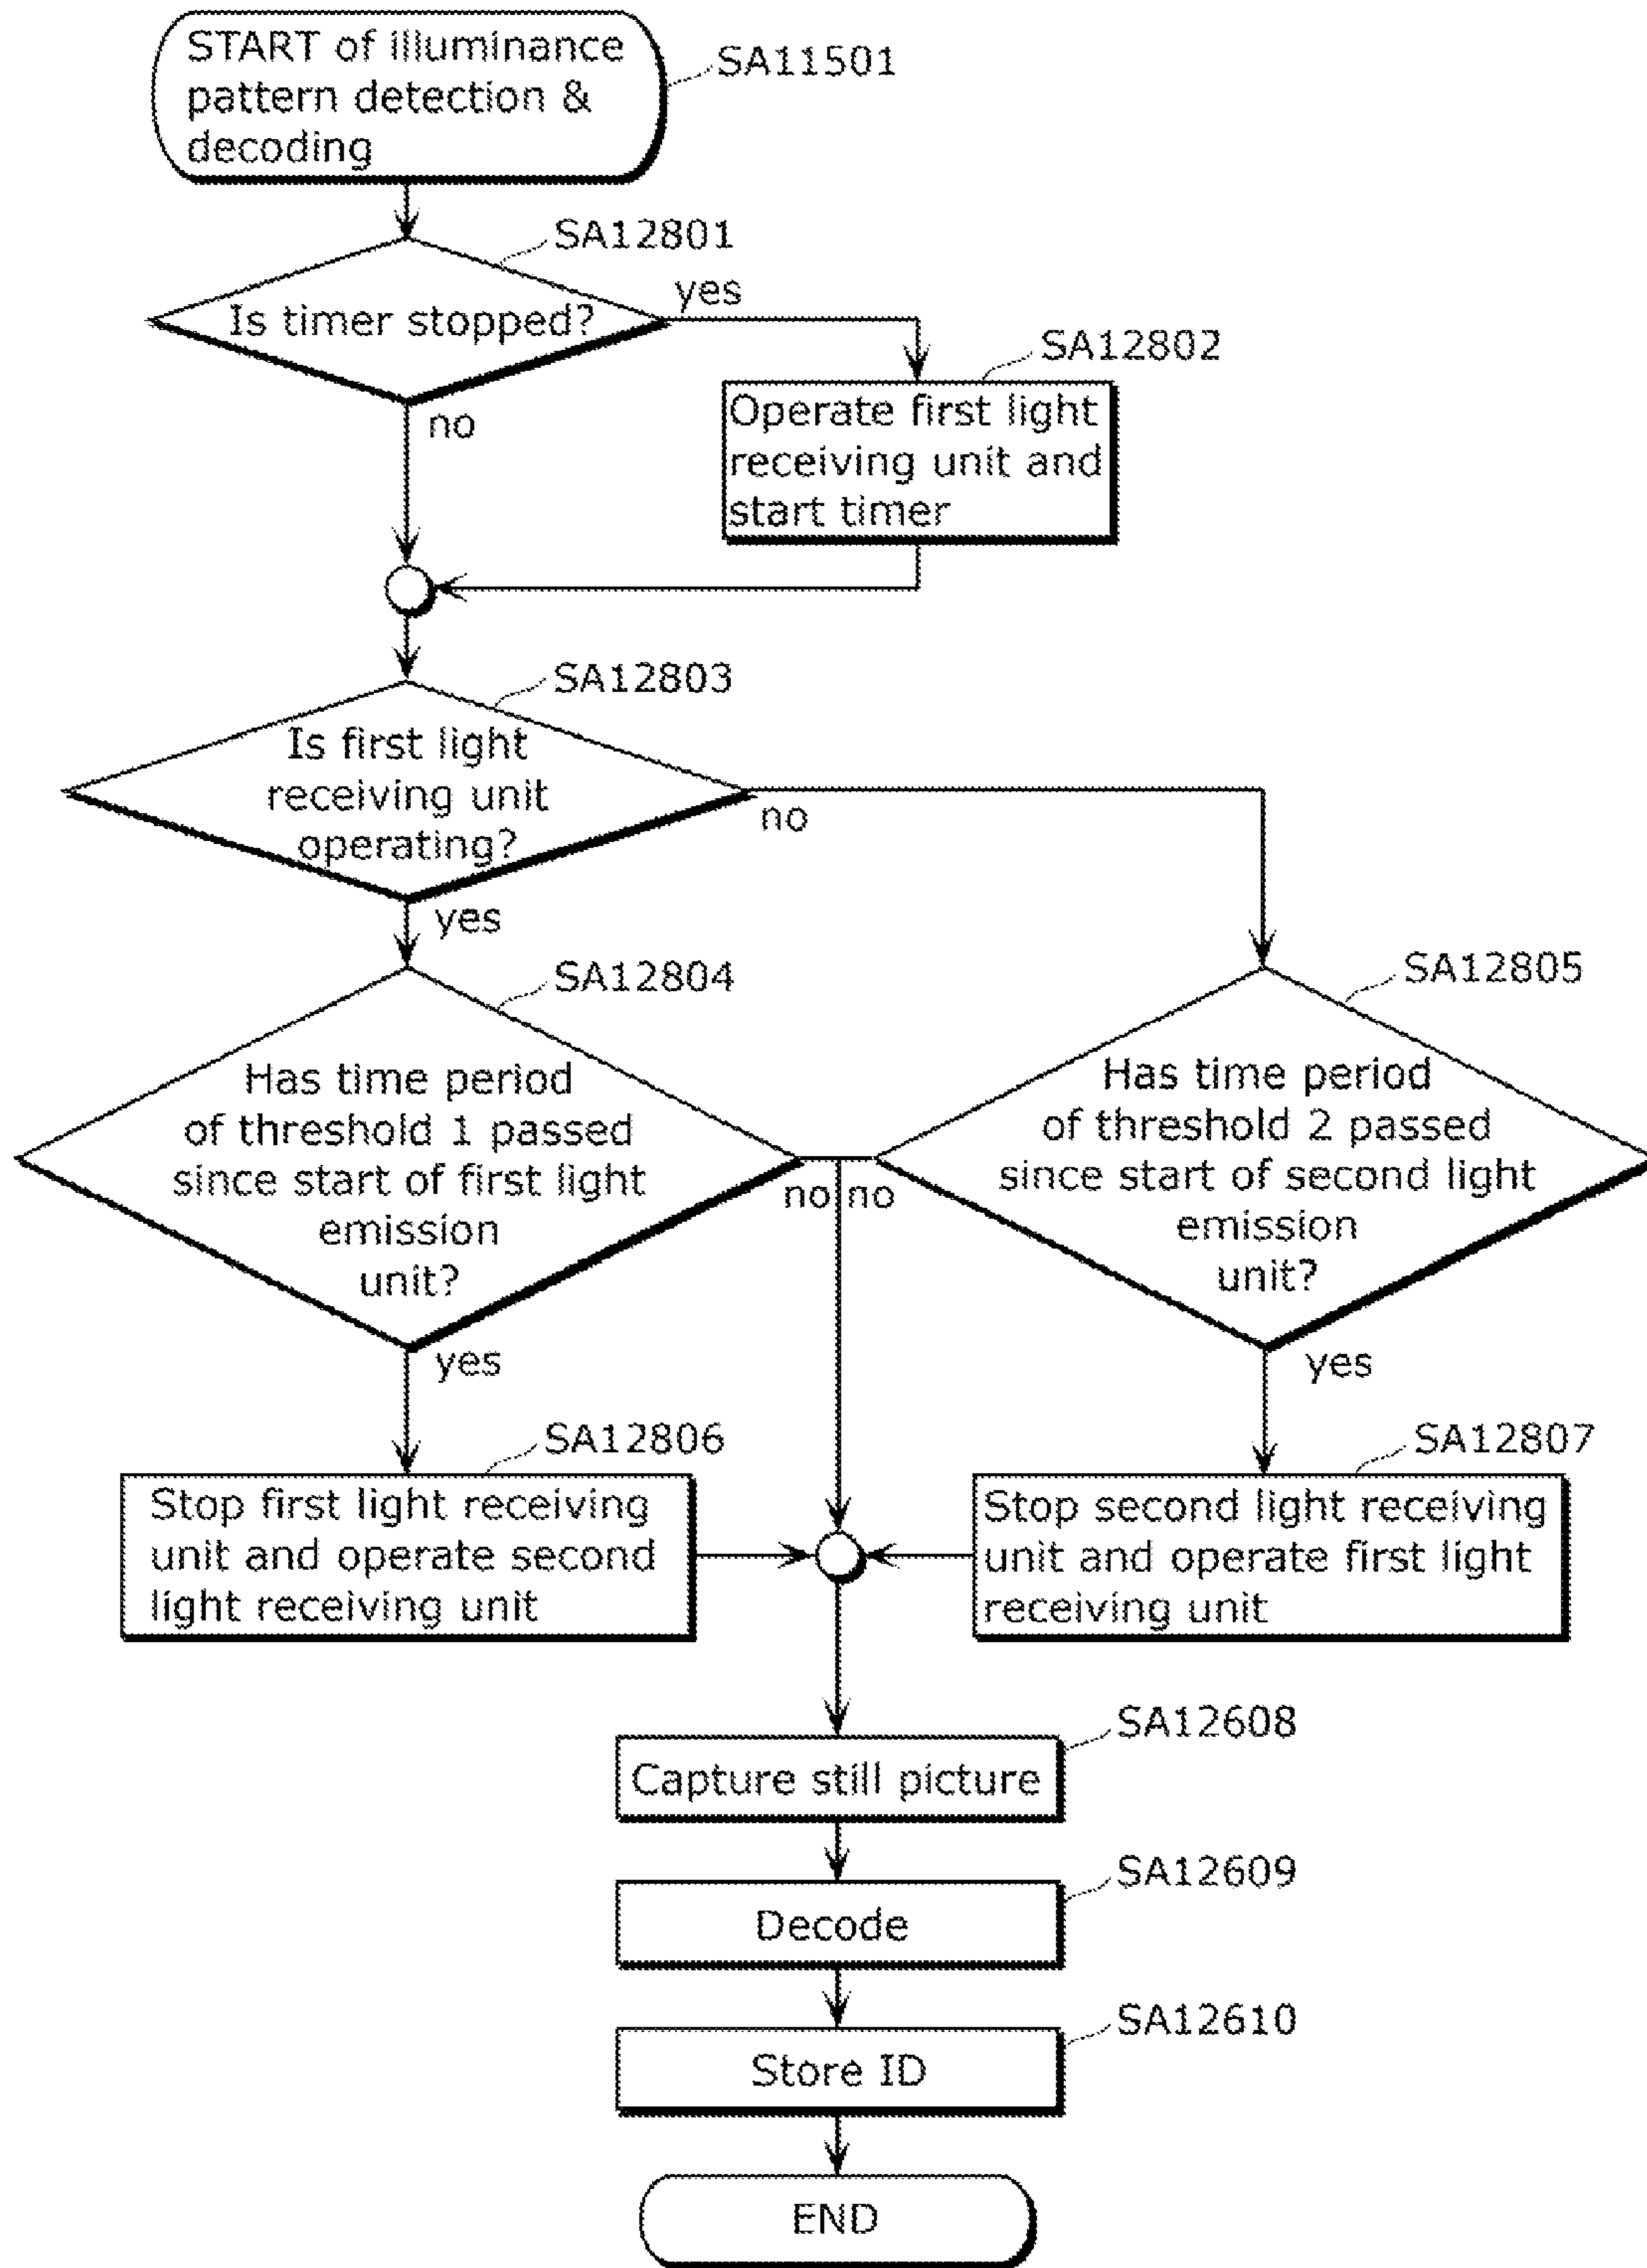 START of illuminance
pattern detection &
decoding
SA11501
SA12801
Is timer stopped?
yes
no
SA12802
Operate first light
receiving unit and
start timer
SA12803
Is first light
receiving unit
operating?
no
yes
SA12804
Has time period
of threshold 1 passed
since start of first light
emission
unit?
no
yes
SA12805
Has time period
of threshold 2 passed
since start of second light
emission
unit?
no
yes
SA12806
Stop first light receiving
unit and operate second
light receiving unit
SA12807
Stop second light receiving
unit and operate first light
receiving unit
SA12608
Capture still picture
SA12609
Decode
SA12610
Store ID
END